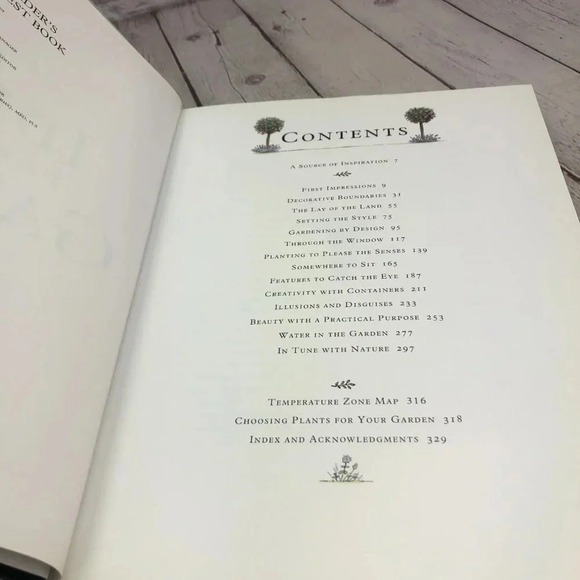 DER'S
ST BOOK
CONTENTS
A SOURCE OF INSPIRATION 7
FIRST IMPRESSIONS 9
DECORATIVE BOUNDARIES 31
THE LAY OF THE LAND 55
SETTING THE STYLE 75
GARDENING BY DESIGN 95
THROUGH THE WINDOW 117
PLANTING TO PLEASE THE SENSES 139
SOMEWHERE TO SIT 165
FEATURES TO CATCH THE EYE 187
CREATIVITY WITH CONTAINERS 211
ILLUSIONS AND DISGUISES 233
BEAUTY WITH A PRACTICAL PURPOSE 253
WATER IN THE GARDEN 277
IN TUNE WITH NATURE 297
TEMPERATURE ZONE MAP 316
CHOOSING PLANTS FOR YOUR GARDEN 318
INDEX AND ACKNOWLEDGMENTS 329